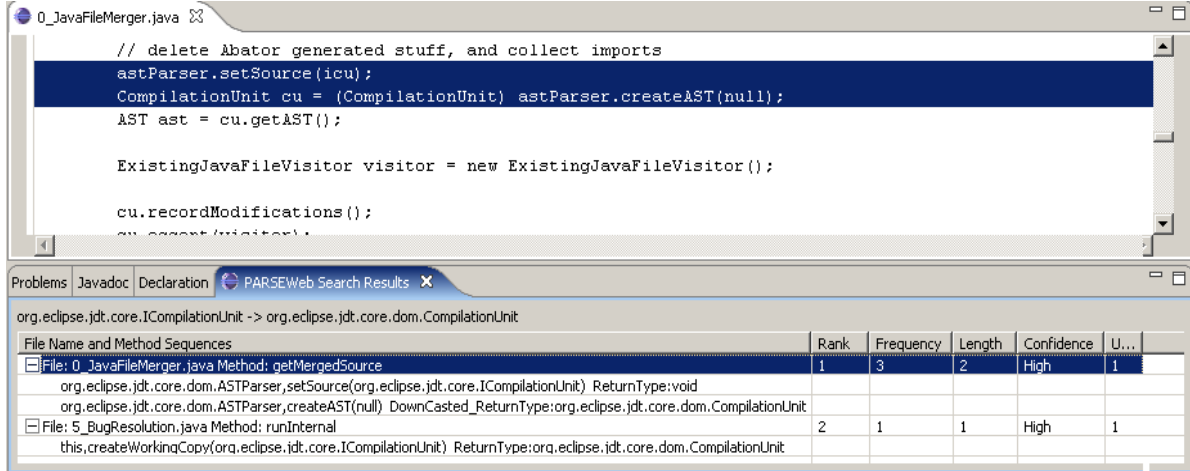 0_JavaFileMerger.java
// delete Abator generated stuff, and collect imports
astParser.setSource(icu);
CompilationUnit cu = (CompilationUnit) astParser.createAST(null);
AST ast = cu.getAST();
ExistingJavaFileVisitor visitor = new ExistingJavaFileVisitor();
cu.recordModifications();
cu.accept(visitor);
Problems Javadoc Declaration PARSEWeb Search Results
org.eclipse.jdt.core.ICompilationUnit -> org.eclipse.jdt.core.dom.CompilationUnit
File Name and Method Sequences Rank Frequency Length Confidence U...
File: 0_JavaFileMerger.java Method: getMergedSource 1 3 2 High 1
org.eclipse.jdt.core.dom.ASTParser,setSource(org.eclipse.jdt.core.ICompilationUnit) ReturnType:void
org.eclipse.jdt.core.dom.ASTParser,createAST(null) DownCasted_ReturnType:org.eclipse.jdt.core.dom.CompilationUnit
File: 5_BugResolution.java Method: runInternal 2 1 1 High 1
this,createWorkingCopy(org.eclipse.jdt.core.ICompilationUnit) ReturnType:org.eclipse.jdt.core.dom.CompilationUnit